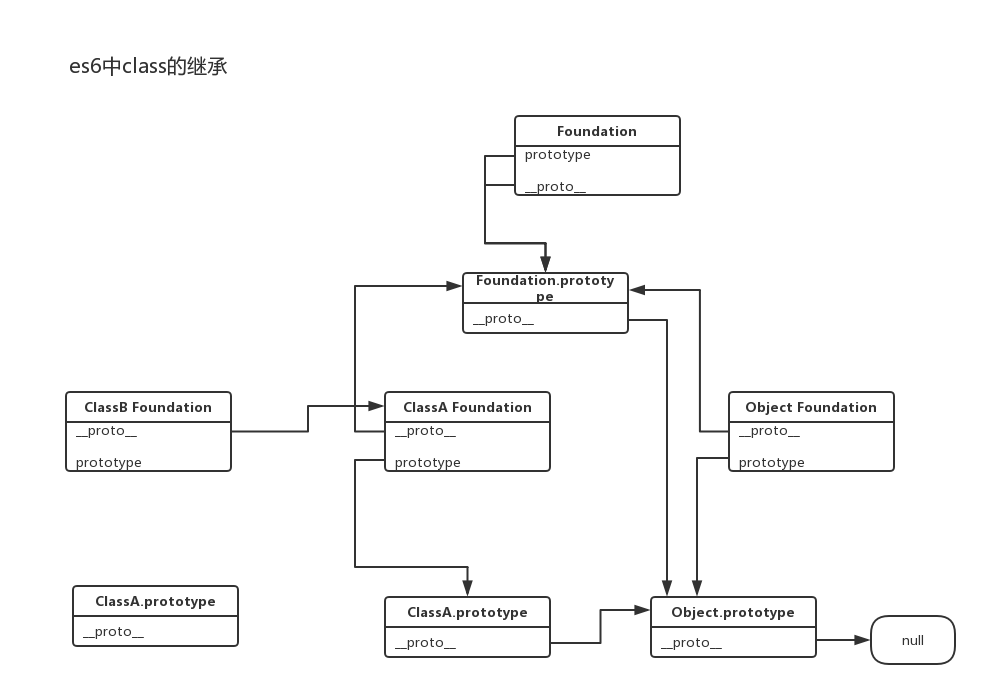 es6中class的继承
Foundation
prototype
__proto__
Foundation.prototy
pe
__proto__
ClassB Foundation
__proto__
prototype
ClassA Foundation
__proto__
prototype
Object Foundation
__proto__
prototype
ClassA.prototype
__proto__
ClassA.prototype
__proto__
Object.prototype
__proto__
null